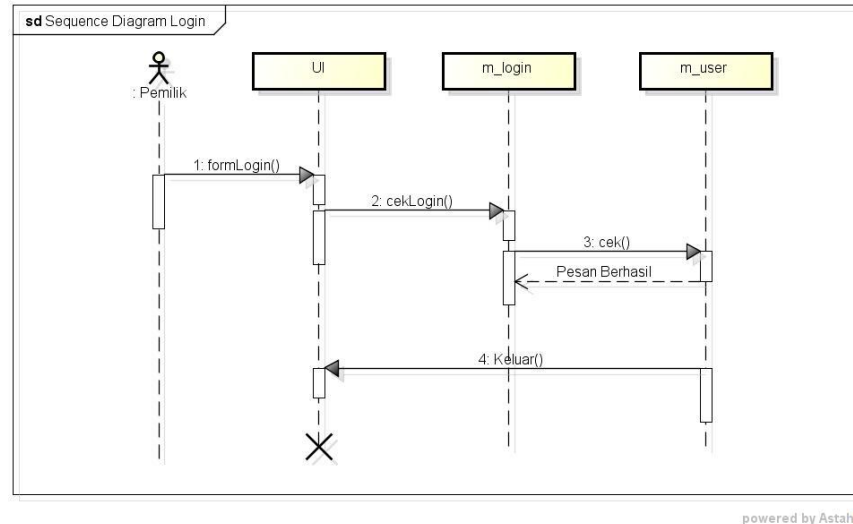 sd Sequence Diagram Login
: Pemilik
UI
m_login
m_user
1: formLogin()
2: cekLogin()
3: cek()
Pesan Berhasil
4: Keluar()
powered by Astah